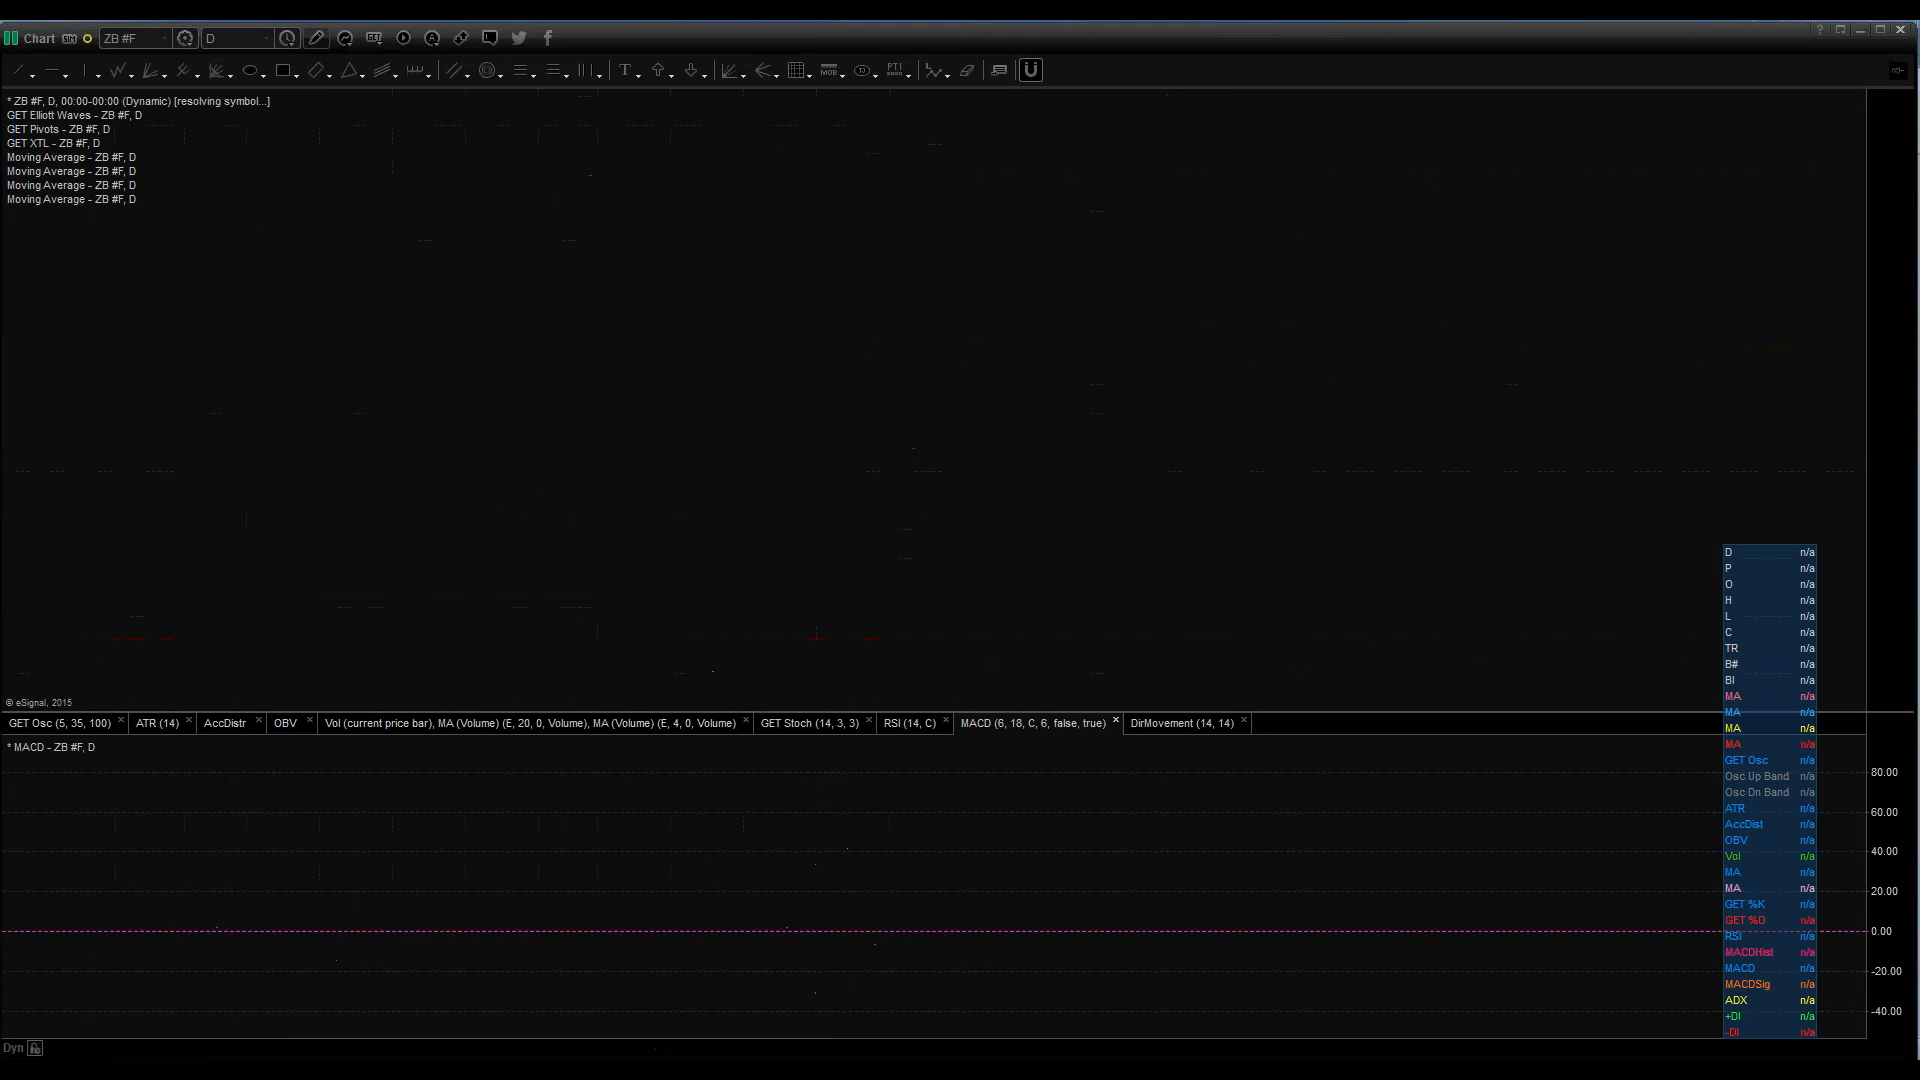 Chart SIM ZB #F D
T MOB PTI
* ZB #F, D, 00:00-00:00 (Dynamic) [resolving symbol...]
GET Elliott Waves - ZB #F, D
GET Pivots - ZB #F, D
GET XTL - ZB #F, D
Moving Average - ZB #F, D
Moving Average - ZB #F, D
Moving Average - ZB #F, D
Moving Average - ZB #F, D
© eSignal, 2015
GET Osc (5, 35, 100) ATR (14) AccDistr OBV Vol (current price bar), MA (Volume) (E, 20, 0, Volume), MA (Volume) (E, 4, 0, Volume) GET Stoch (14, 3, 3) RSI (14, C) MACD (6, 18, C, 6, false, true) DirMovement (14, 14)
* MACD - ZB #F, D
D n/a
P n/a
O n/a
H n/a
L n/a
C n/a
TR n/a
B# n/a
BI n/a
MA n/a
MA n/a
MA n/a
MA n/a
GET Osc n/a
Osc Up Band n/a
Osc Dn Band n/a
ATR n/a
AccDist n/a
OBV n/a
Vol n/a
MA n/a
MA n/a
GET %K n/a
GET %D n/a
RSI n/a
MACDHist n/a
MACD n/a
MACDSig n/a
ADX n/a
+DI n/a
-DI n/a
80.00
60.00
40.00
20.00
0.00
-20.00
-40.00
Dyn